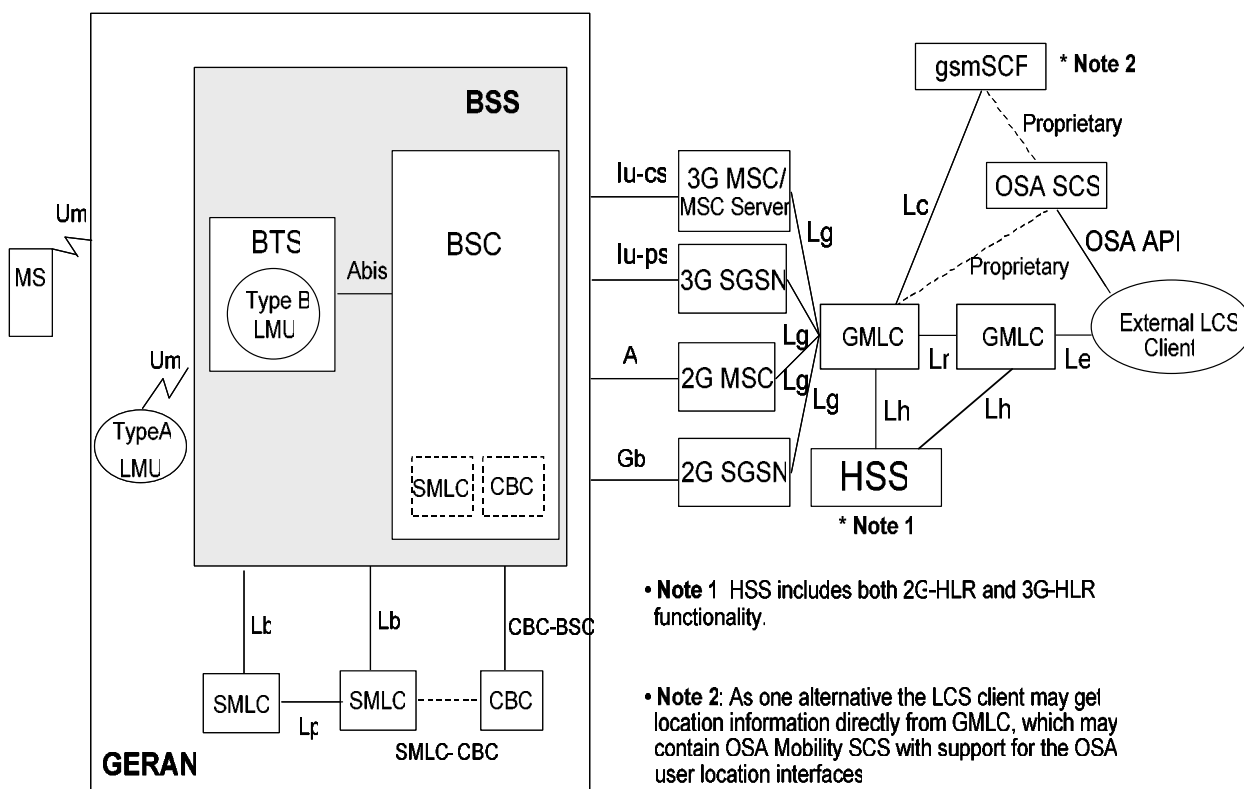 gsmSCF
* Note 2
BSS
Proprietary
Iu-cs
3G MSC/
MSC Server
OSA SCS
Lc
Um
Lg
OSA API
BTS
BSC
MS
Abis
Iu-ps
Proprietary
3G SGSN
Type B
LMU
GMLC
GMLC
External LCS
Client
Lg
Lr
Le
Um
A
2G MSC
Lg
Lg
Lh
Lh
TypeA
LMU
Gb
2G SGSN
HSS
SMLC
CBC
* Note 1
• Note 1 HSS includes both 2G-HLR and 3G-HLR
functionality.
Lb
Lb
CBC-BSC
SMLC
SMLC
CBC
Lp
SMLC-CBC
GERAN
• Note 2: As one alternative the LCS client may get
location information directly from GMLC, which may
contain OSA Mobility SCS with support for the OSA
user location interfaces